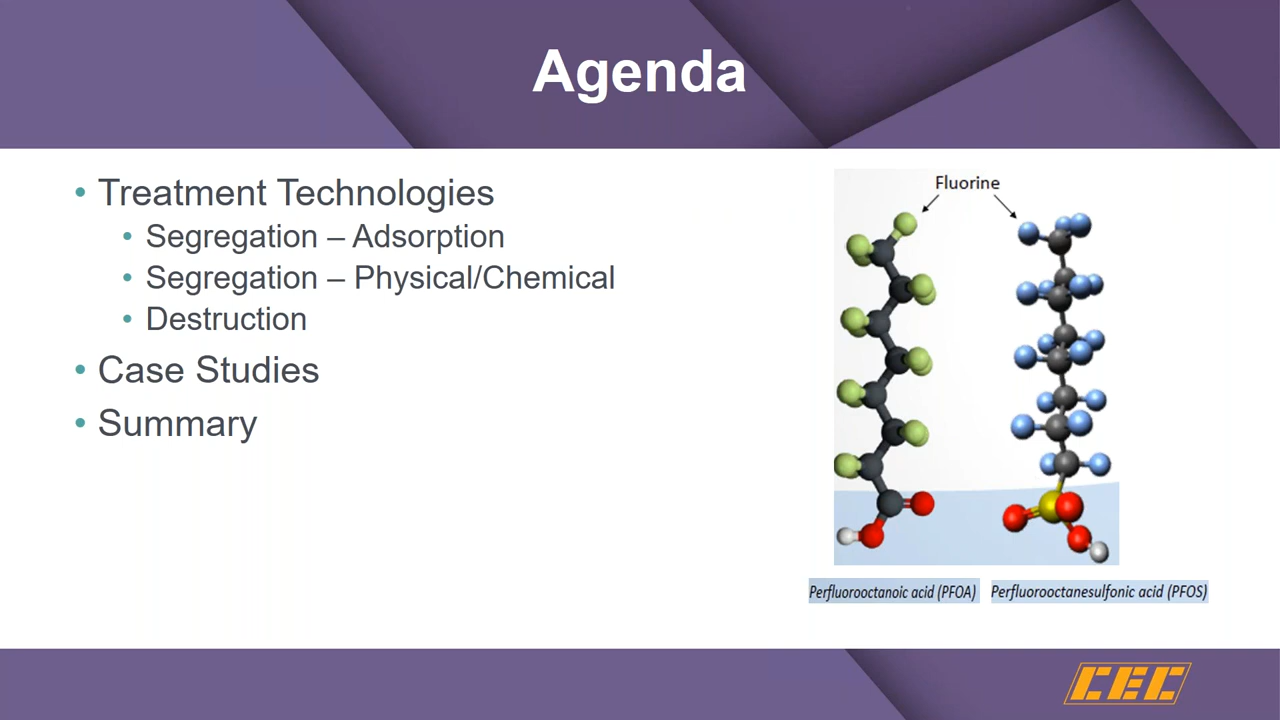 Agenda
• Treatment Technologies
• Segregation – Adsorption
• Segregation – Physical/Chemical
• Destruction
• Case Studies
• Summary
Fluorine
Perfluorooctanoic acid (PFOA)
Perfluorooctanesulfonic acid (PFOS)
CEC